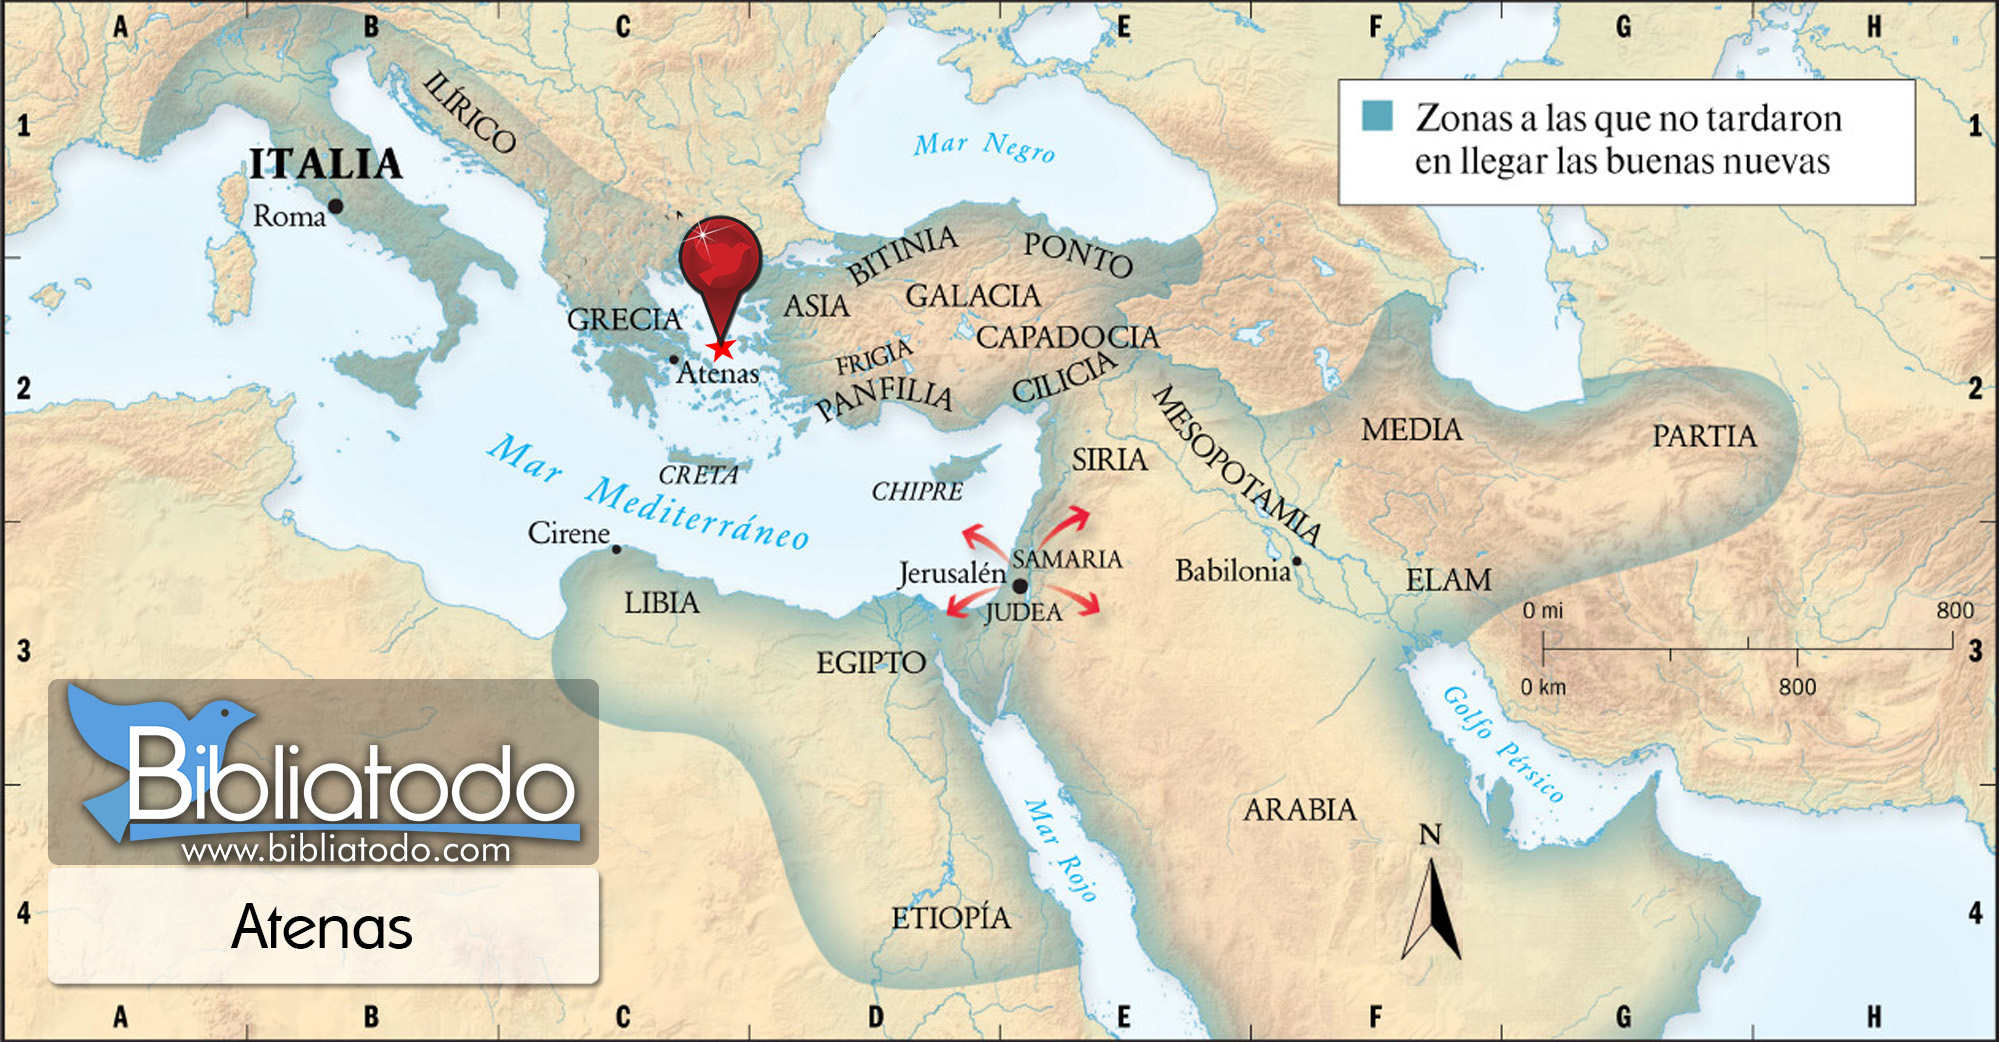 A B C E F G H
1 1
ILÍRICO
Mar Negro
Zonas a las que no tardaron
en llegar las buenas nuevas
ITALIA
Roma
BITINIA
PONTO
ASIA
GALACIA
GRECIA
CAPADOCIA
FRIGIA
Atenas
CILICIA
PANFILIA
2 2
MESOPOTAMIA
MEDIA
PARTIA
SIRIA
CRETA
CHIPRE
Mar Mediterráneo
Cirene
SAMARIA
Jerusalén
Babilonia
ELAM
LIBIA
JUDEA
0 mi 800
3 3
EGIPTO
0 km 800
Golfo Pérsico
Bibliatodo
www.bibliatodo.com
ARABIA
N
Mar Rojo
4 4
Atenas
ETIOPÍA
A B C D E F G H